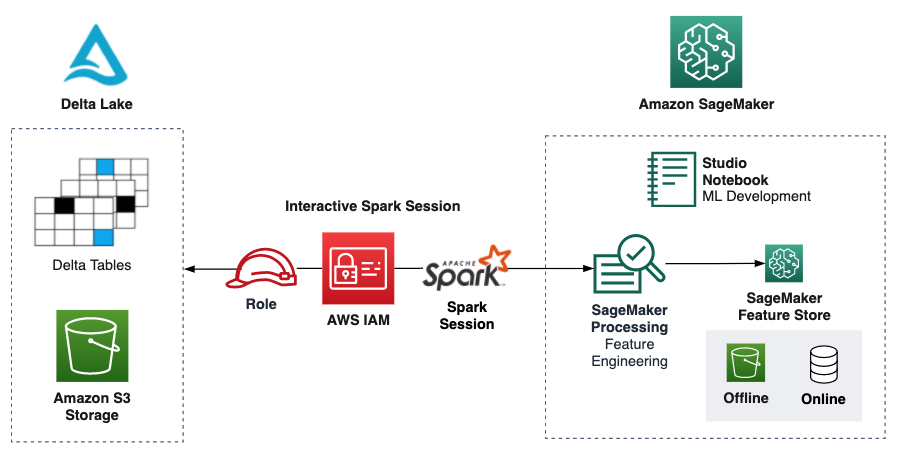 Delta Lake
Delta Tables
Amazon S3
Storage
Interactive Spark Session
Role
AWS IAM
APACHE
Spark
Spark
Session
Amazon SageMaker
Studio
Notebook
ML Development
SageMaker
Processing
Feature
Engineering
SageMaker
Feature Store
Offline
Online